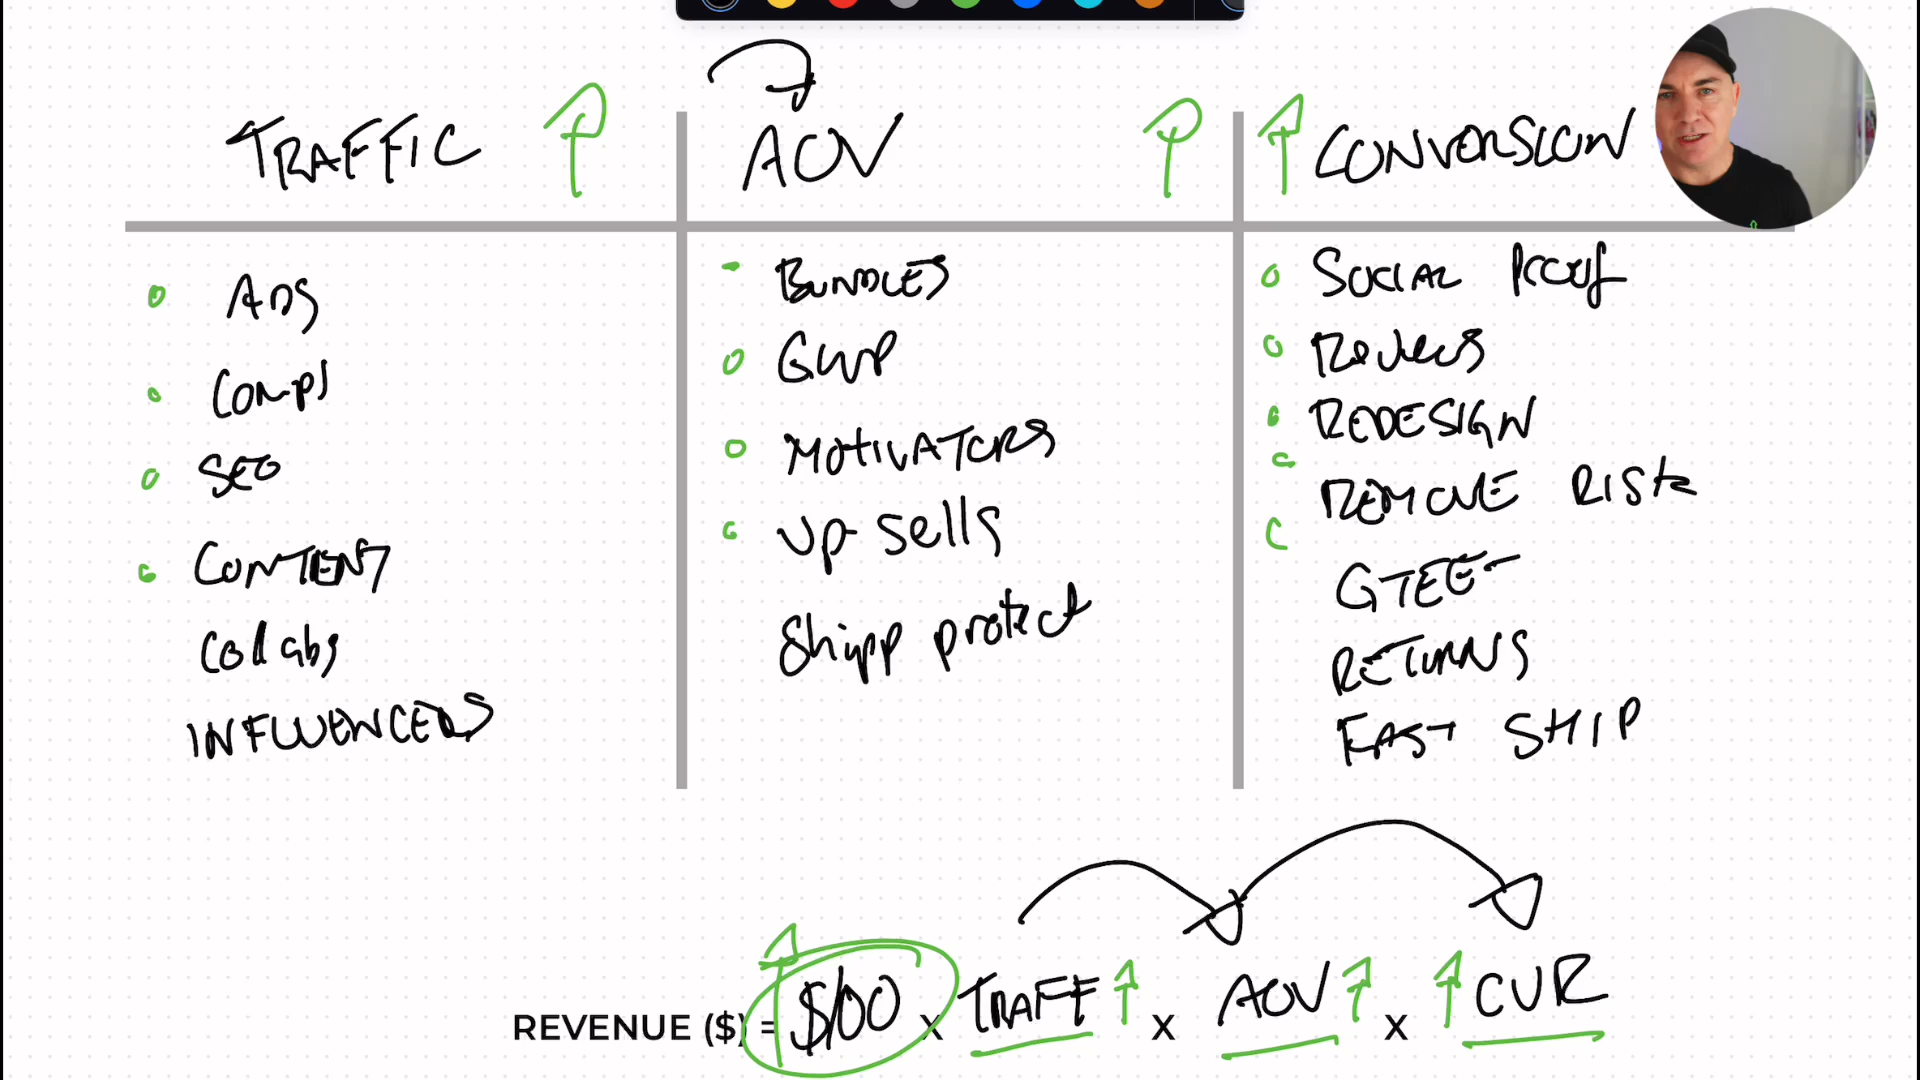 TRAFFIC
ADS
COMPS
SEO
CONTENT
Collabs
INFLUENCERS
AOV
BUNDLES
GWP
MOTIVATORS
UP-Sells
Shipp protect
CONVERSION
SOCIAL PROOF
REVIEWS
REDESIGN
REMOVE RISK
GTEE
RETURNS
FAST SHIP
REVENUE ($) = $100 x TRAFF x AOV x CVR